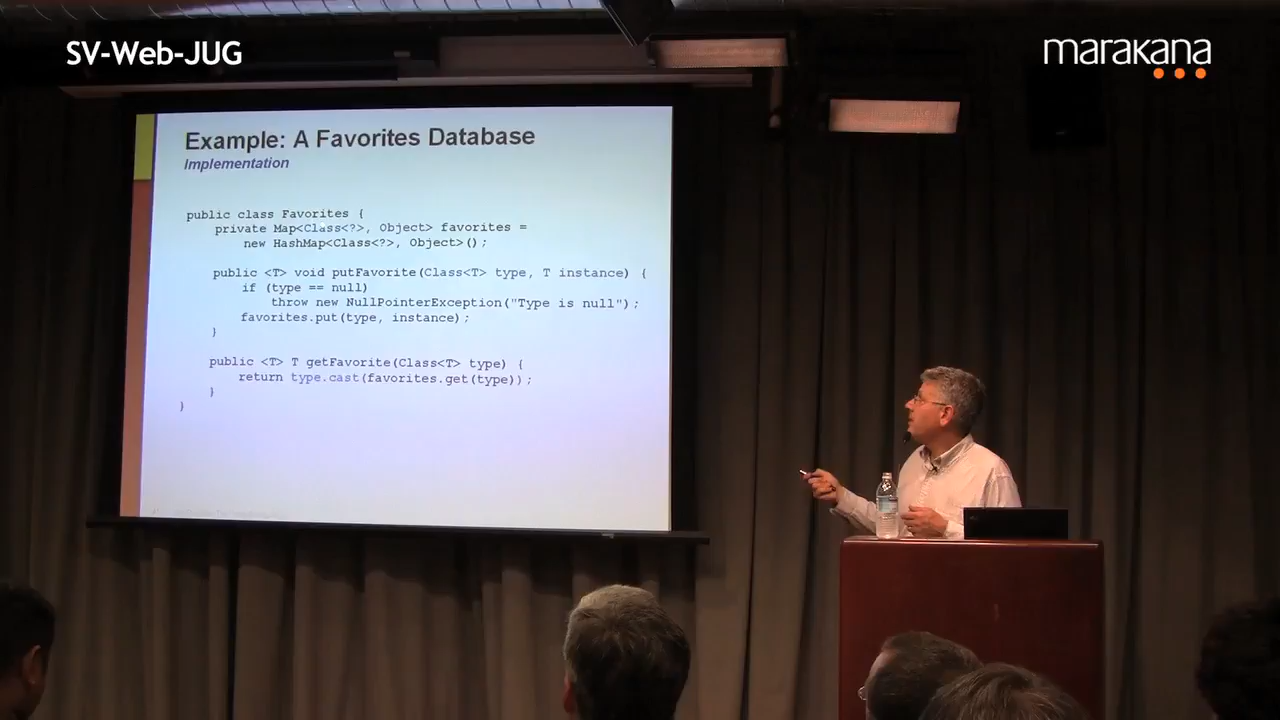 SV-Web-JUG
marakana
Example: A Favorites Database
Implementation
public class Favorites {
private Map<Class<?>, Object> favorites =
new HashMap<Class<?>, Object>();
public <T> void putFavorite(Class<T> type, T instance) {
if (type == null)
throw new NullPointerException("Type is null");
favorites.put(type, instance);
}
public <T> T getFavorite(Class<T> type) {
return type.cast(favorites.get(type));
}
}